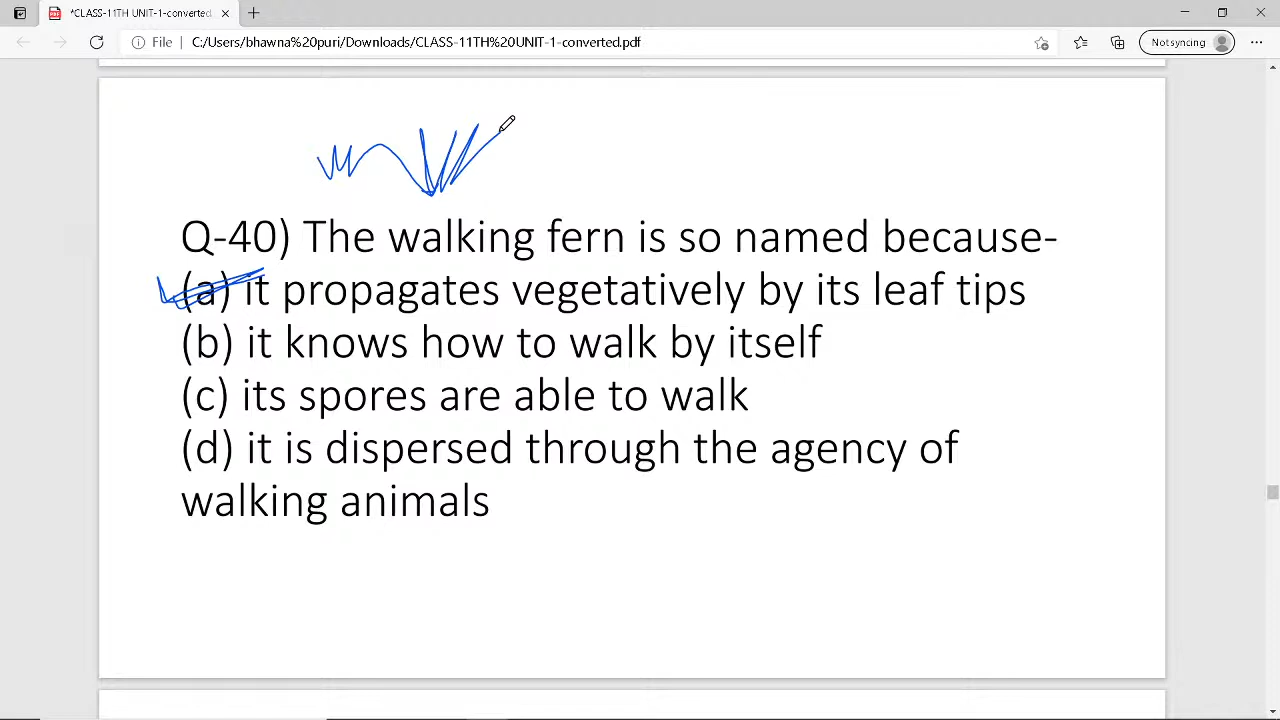 *CLASS-11TH UNIT-1-converted.
File C:/Users/bhawna%20puri/Downloads/CLASS-11TH%20UNIT-1-converted.pdf Not syncing
Q-40) The walking fern is so named because-
(a) it propagates vegetatively by its leaf tips
(b) it knows how to walk by itself
(c) its spores are able to walk
(d) it is dispersed through the agency of
walking animals